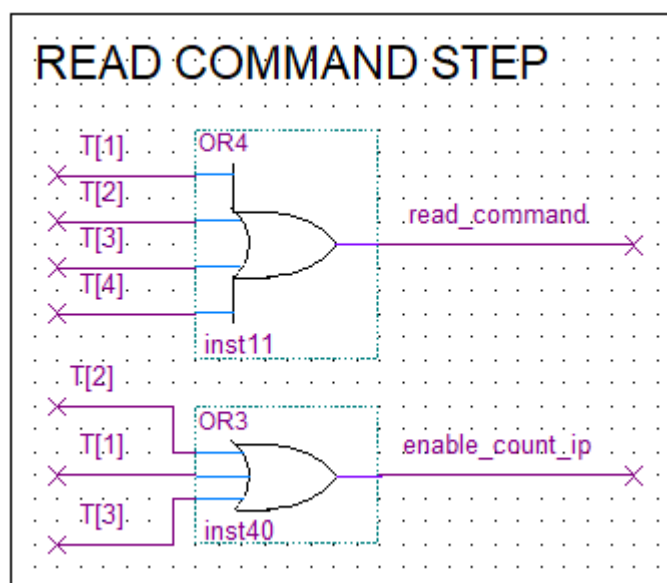 READ COMMAND STEP
OR4
T[1]
T[2]
read_command
T[3]
T[4]
inst11
T[2]
OR3
T[1]
enable_count_ip
T[3]
inst40